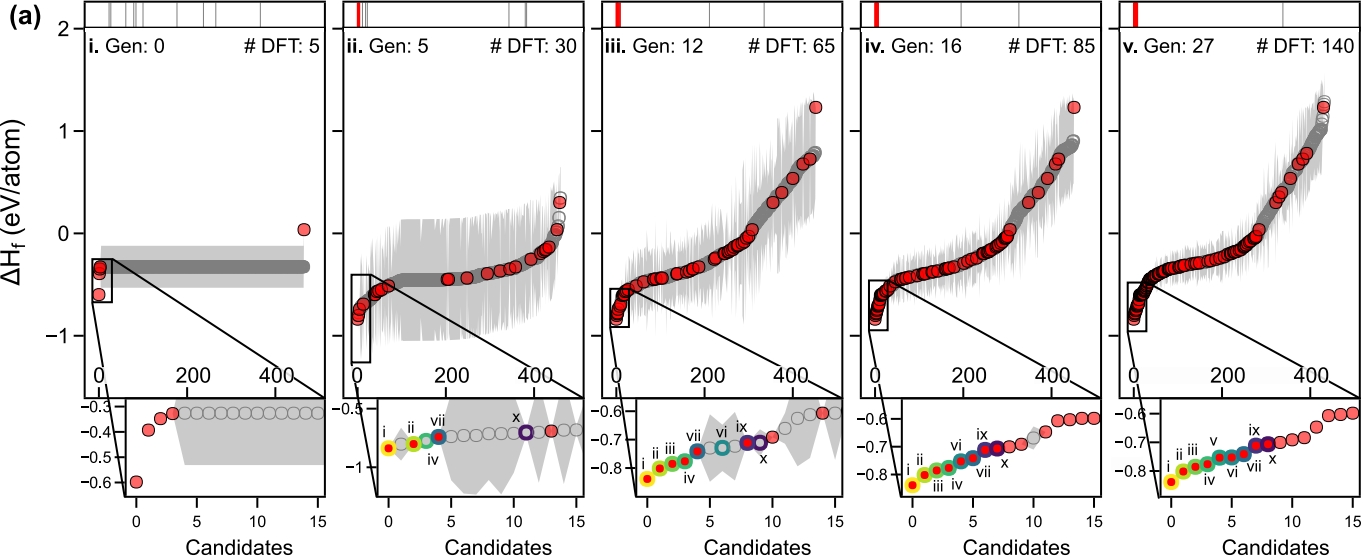 (a)
i. Gen: 0 # DFT: 5
ii. Gen: 5 # DFT: 30
iii. Gen: 12 # DFT: 65
iv. Gen: 16 # DFT: 85
v. Gen: 27 # DFT: 140
ΔHf (eV/atom)
2
1
0
−1
0 200 400
0 200 400
0 200 400
0 200 400
0 200 400
−0.3
−0.4
−0.5
−0.6
−0.5
−1
i ii iv vii x
−0.6
−0.7
−0.8
i ii iii iv vii vi ix x
−0.6
−0.7
−0.8
i ii iii iv vi vii ix x
−0.6
−0.7
−0.8
i ii iii iv v vi vii ix x
0 5 10 15
0 5 10 15
0 5 10 15
0 5 10 15
0 5 10 15
Candidates
Candidates
Candidates
Candidates
Candidates